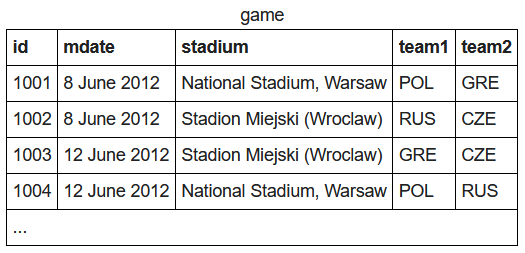 game
id mdate stadium team1 team2
1001 8 June 2012 National Stadium, Warsaw POL GRE
1002 8 June 2012 Stadion Miejski (Wroclaw) RUS CZE
1003 12 June 2012 Stadion Miejski (Wroclaw) GRE CZE
1004 12 June 2012 National Stadium, Warsaw POL RUS
...